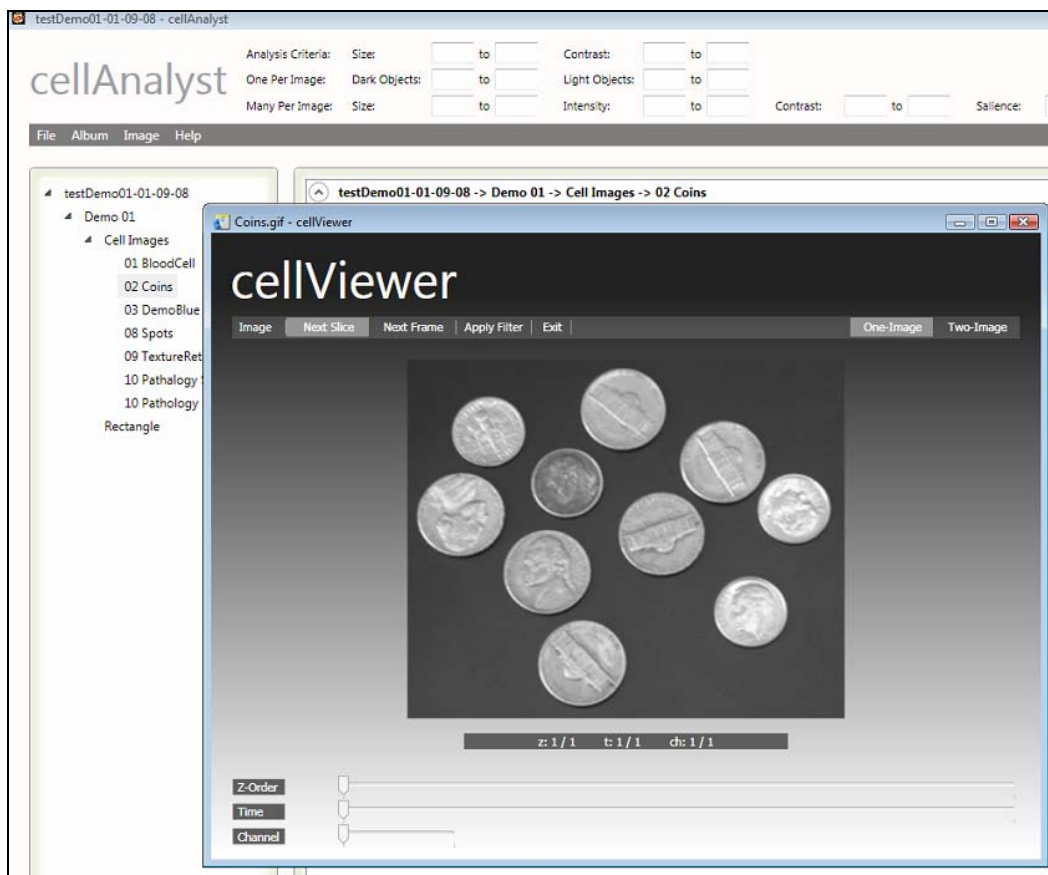 testDemo01-01-09-08 - cellAnalyst
cellAnalyst
Analysis Criteria: Size: to Contrast: to
One Per Image: Dark Objects: to Light Objects: to
Many Per Image: Size: to Intensity: to Contrast: to Salience:
File Album Image Help
testDemo01-01-09-08
Demo 01
Cell Images
01 BloodCell
02 Coins
03 DemoBlue
08 Spots
09 TextureRet
10 Pathalogy
10 Pathology
Rectangle
testDemo01-01-09-08 -> Demo 01 -> Cell Images -> 02 Coins
Coins.gif - cellViewer
cellViewer
Image Next Slice Next Frame Apply Filter Exit One-Image Two-Image
z: 1 / 1 t: 1 / 1 ch: 1 / 1
Z-Order
Time
Channel